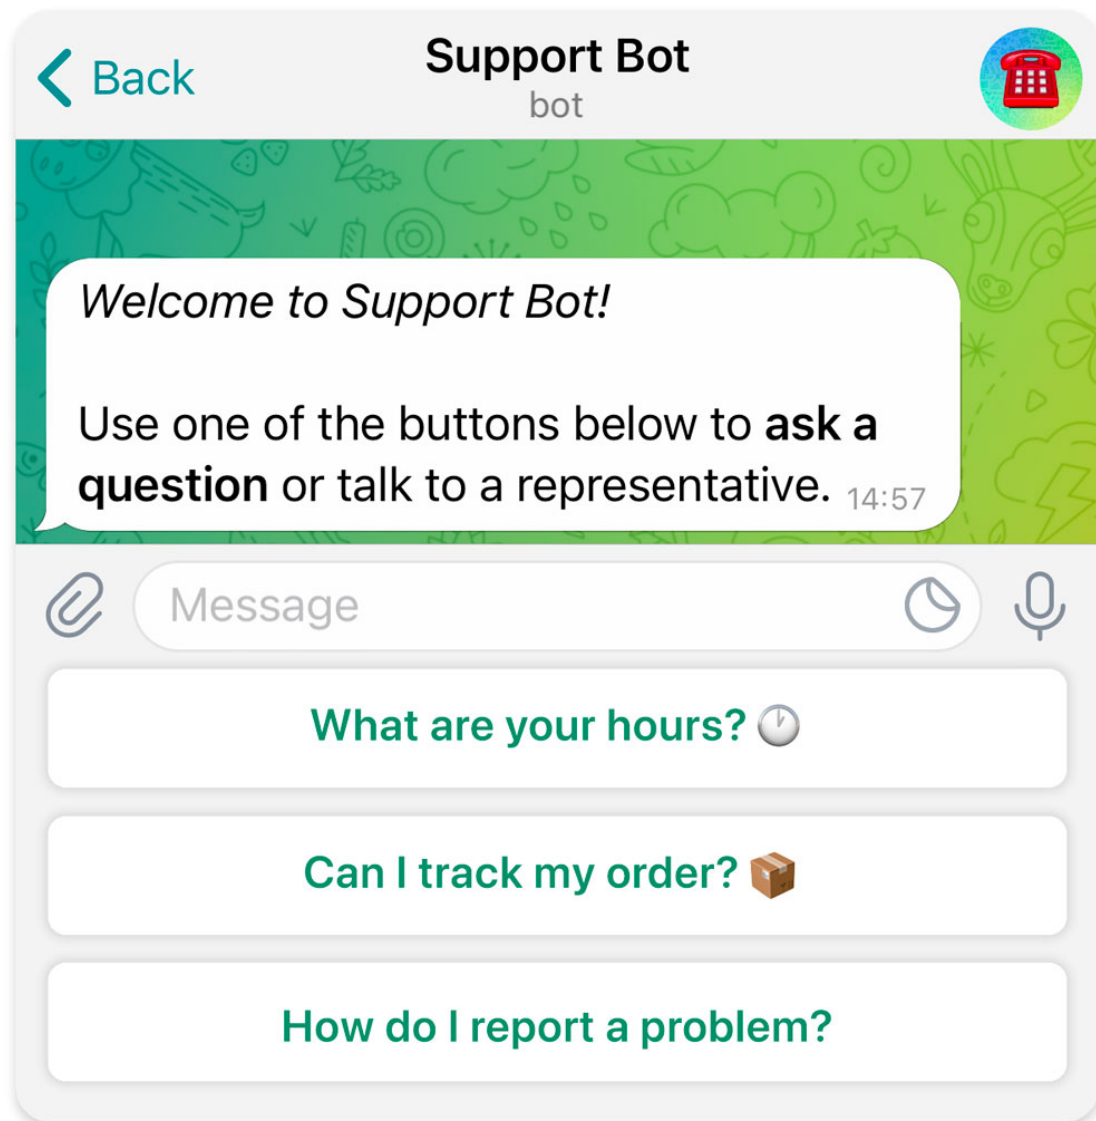 Back
Support Bot
bot
Welcome to Support Bot!
Use one of the buttons below to ask a
question or talk to a representative. 14:57
Message
What are your hours? 🕐
Can I track my order? 📦
How do I report a problem?